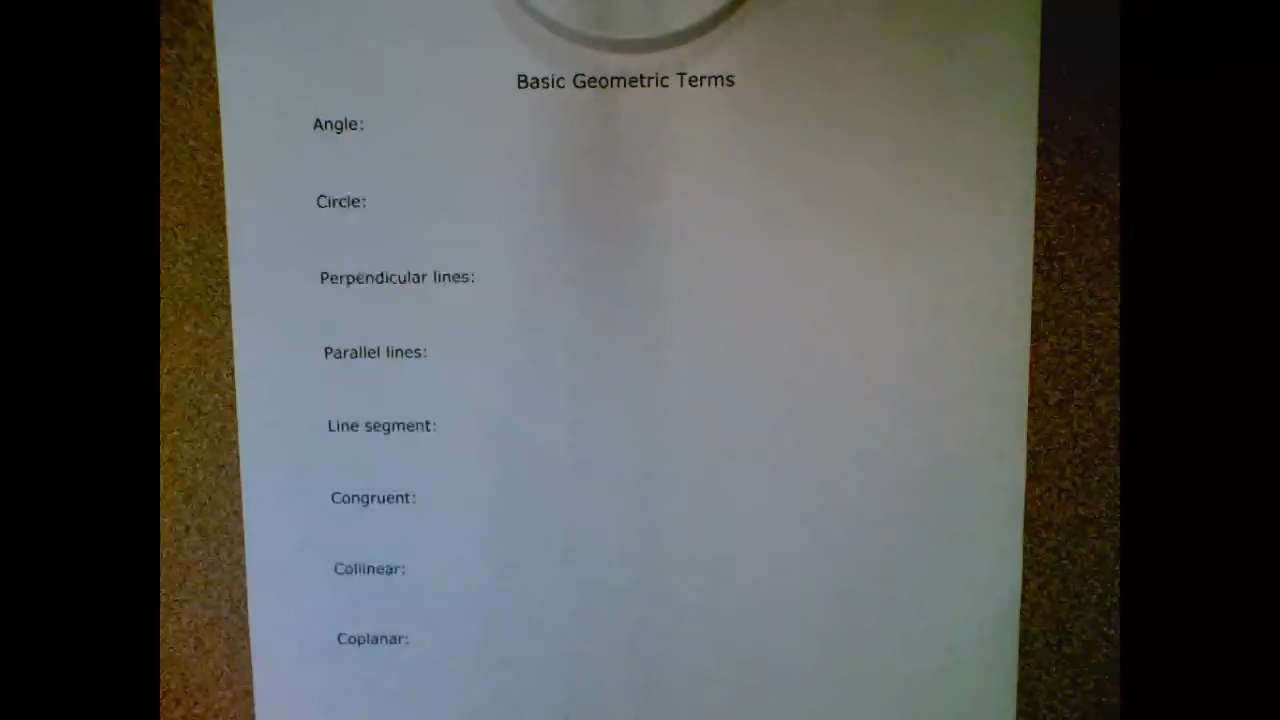 Basic Geometric Terms
Angle:
Circle:
Perpendicular lines:
Parallel lines:
Line segment:
Congruent:
Collinear:
Coplanar: